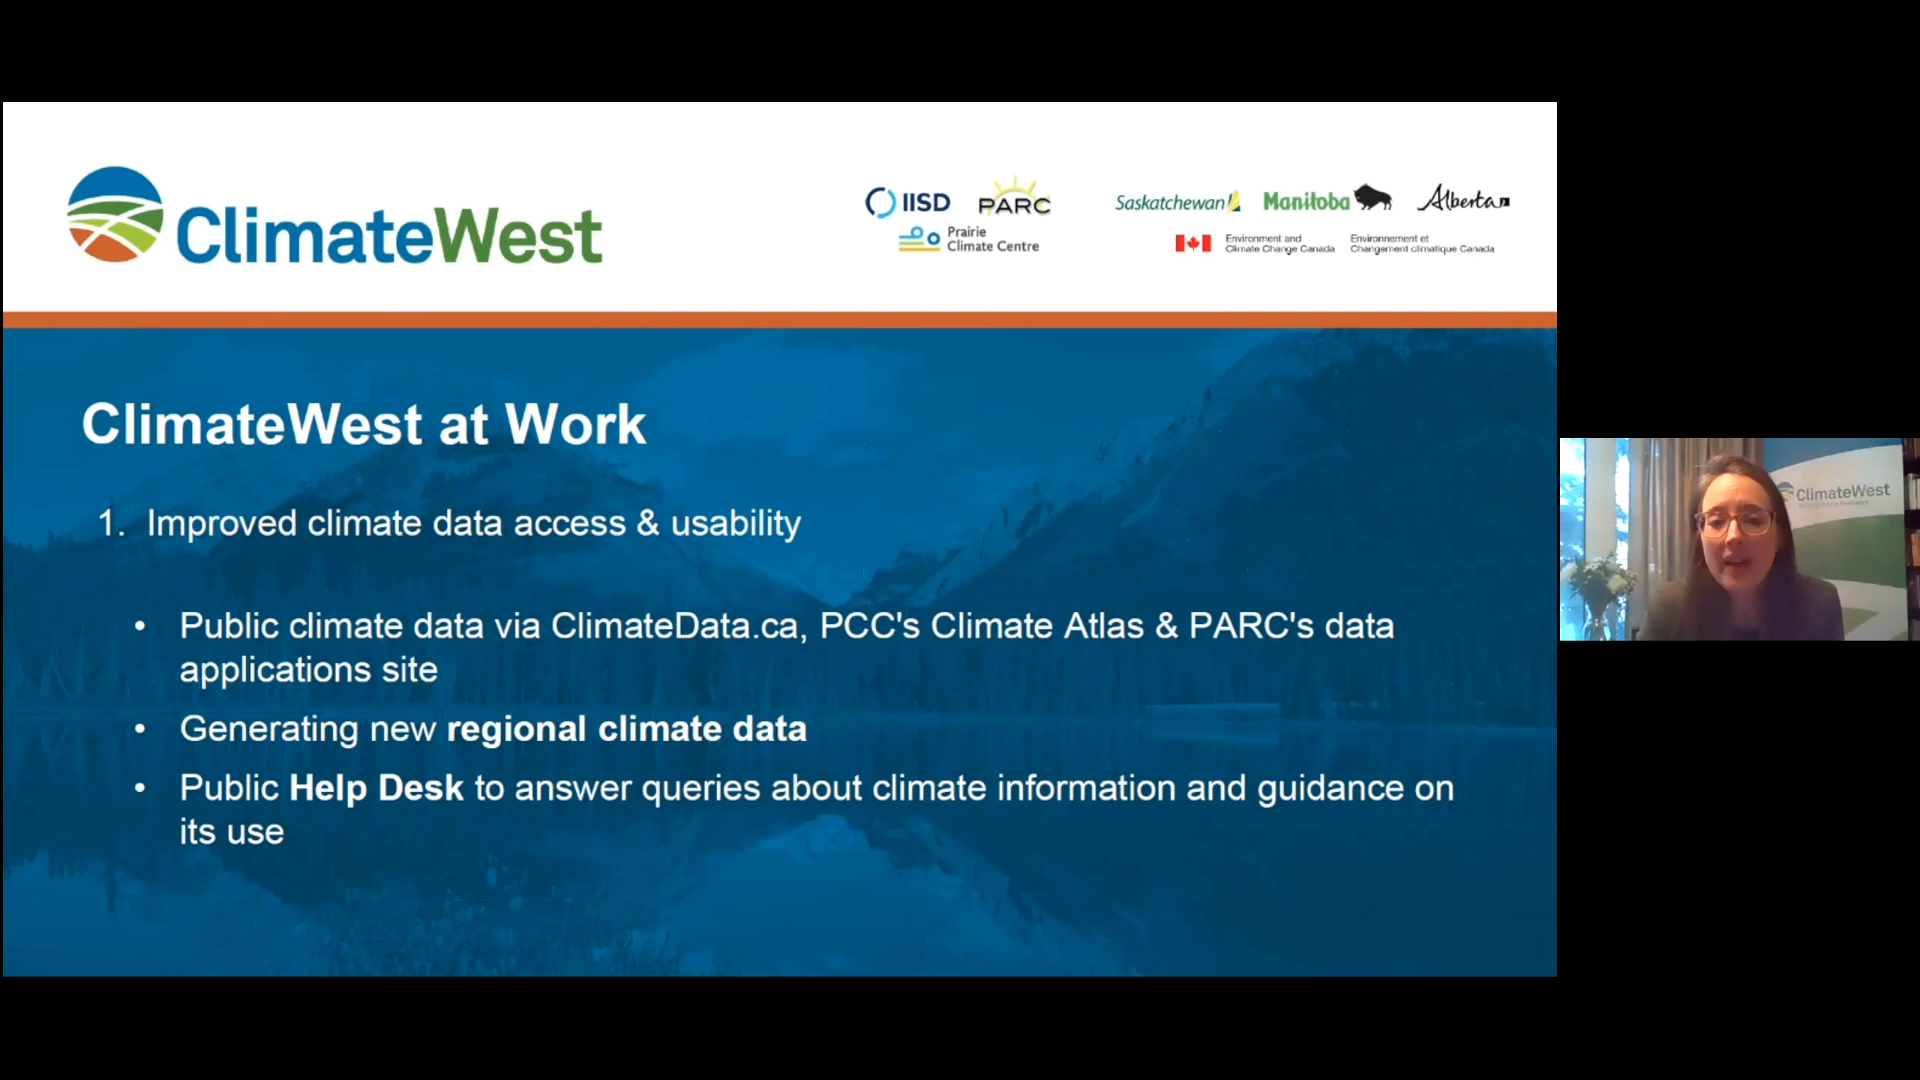 ClimateWest
IISD
PARC
Prairie
Climate Centre
Saskatchewan
Manitoba
Alberta
Environment and
Climate Change Canada
Environnement et
Changement climatique Canada
ClimateWest at Work
1. Improved climate data access & usability
• Public climate data via ClimateData.ca, PCC's Climate Atlas & PARC's data
applications site
• Generating new regional climate data
• Public Help Desk to answer queries about climate information and guidance on
its use
ClimateWest